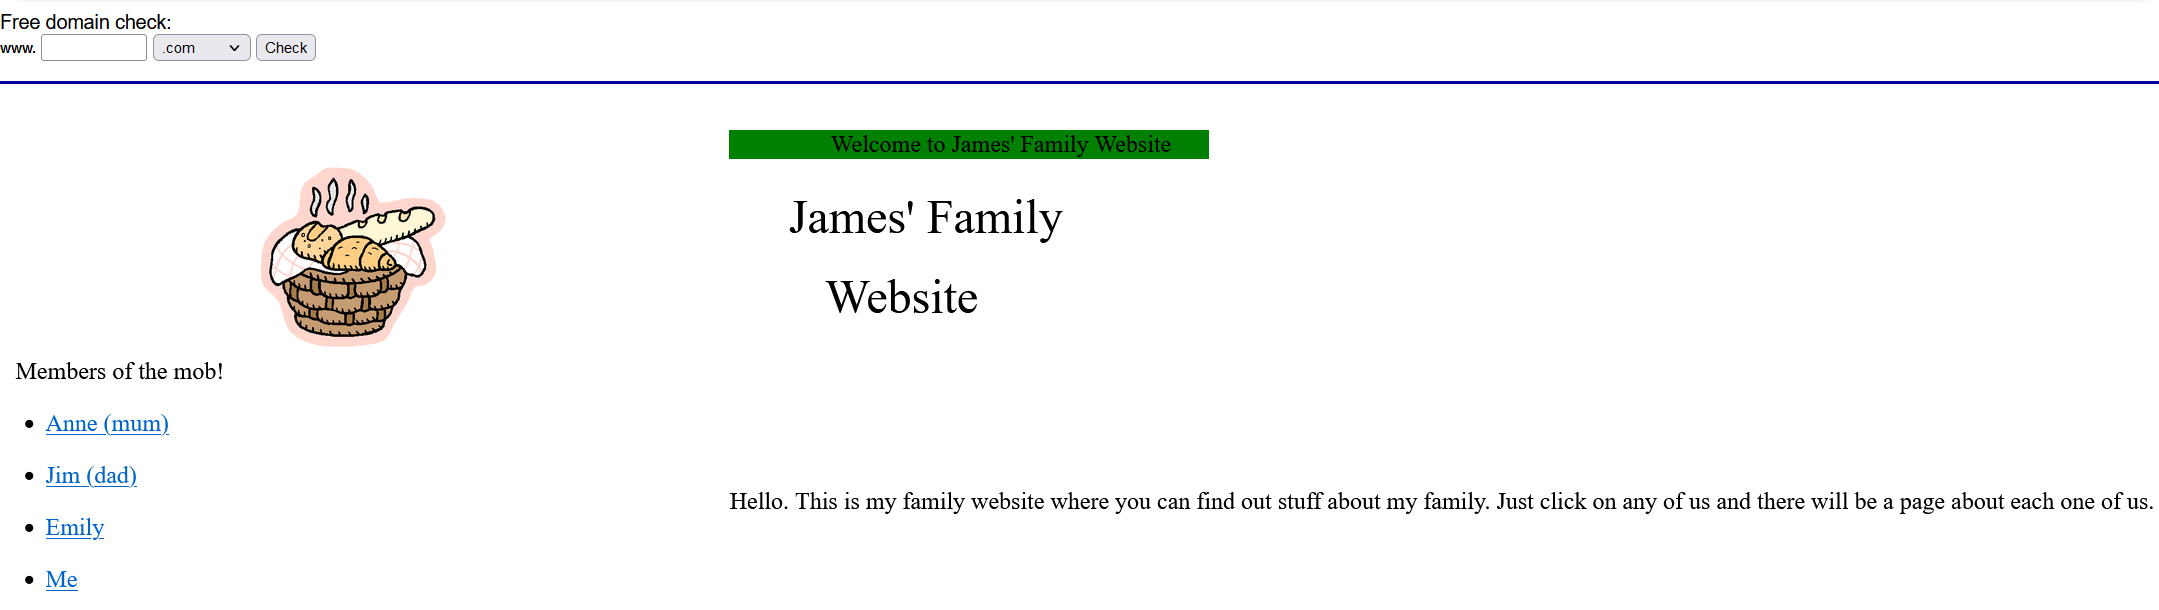 Free domain check:
www. .com Check
Welcome to James' Family Website
James' Family
Website
Members of the mob!
Anne (mum)
Jim (dad)
Emily
Me
Hello. This is my family website where you can find out stuff about my family. Just click on any of us and there will be a page about each one of us.